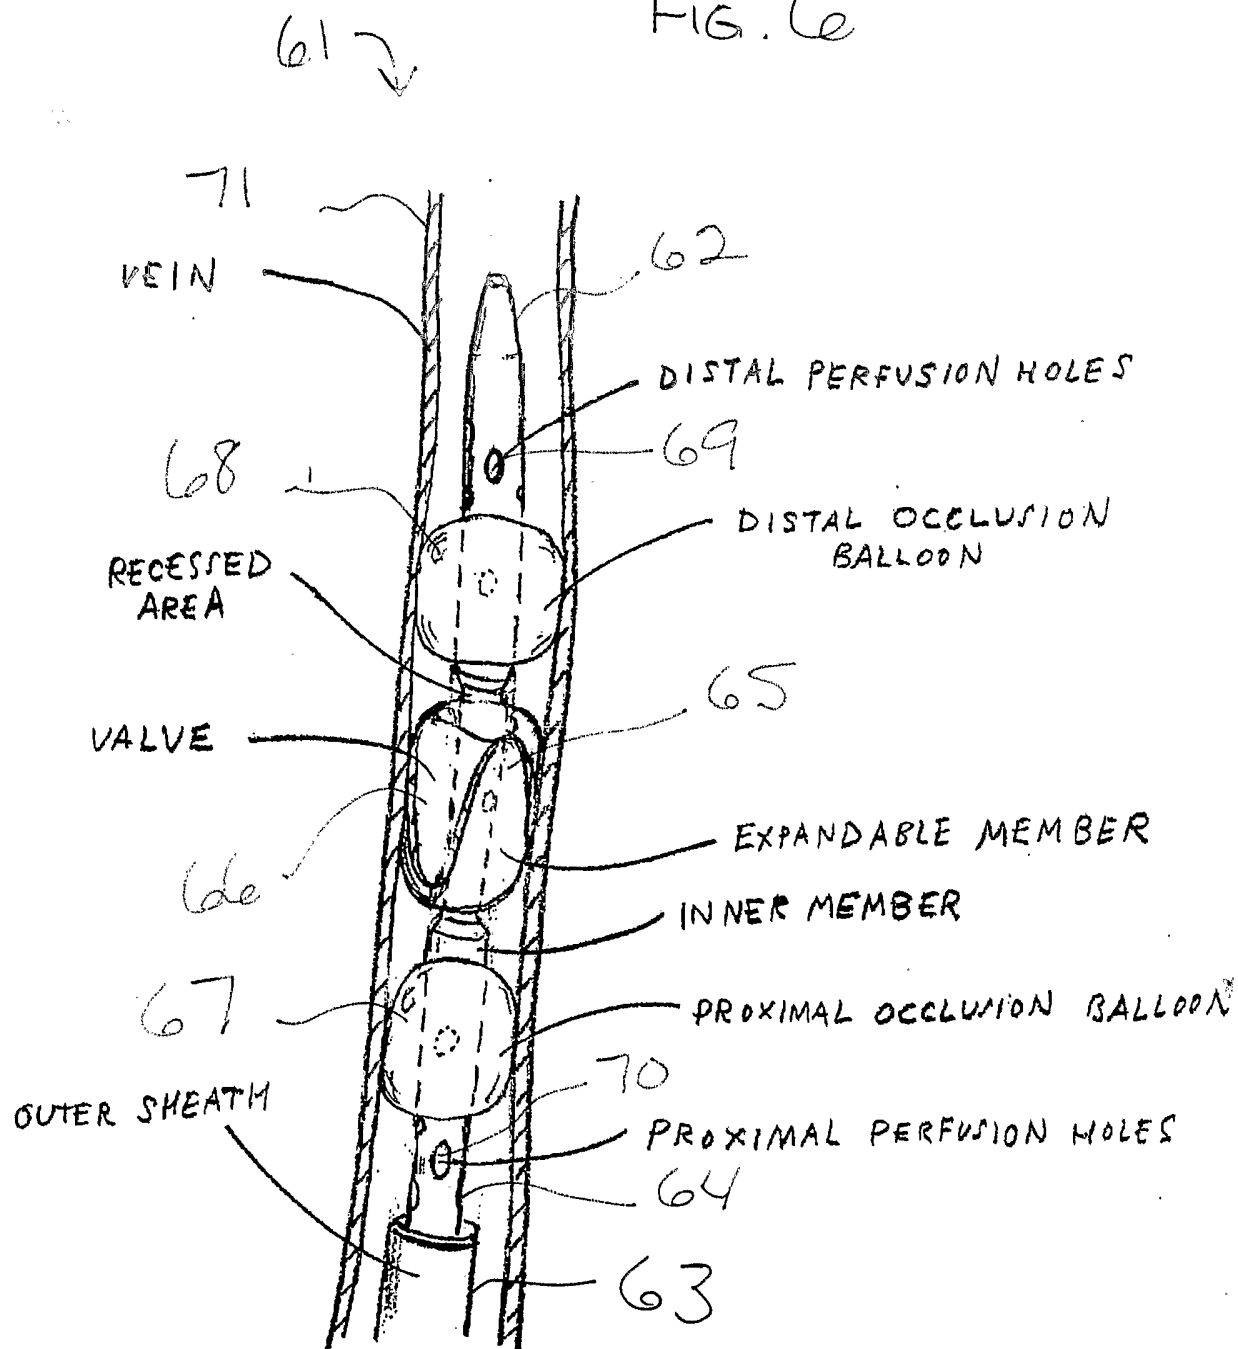 FIG. 6
61
71
VEIN
62
DISTAL PERFUSION HOLES
69
68
DISTAL OCCLUSION
BALLOON
RECESSED
AREA
65
VALVE
EXPANDABLE MEMBER
66
INNER MEMBER
67
PROXIMAL OCCLUSION BALLOON
70
OUTER SHEATH
PROXIMAL PERFUSION HOLES
64
63